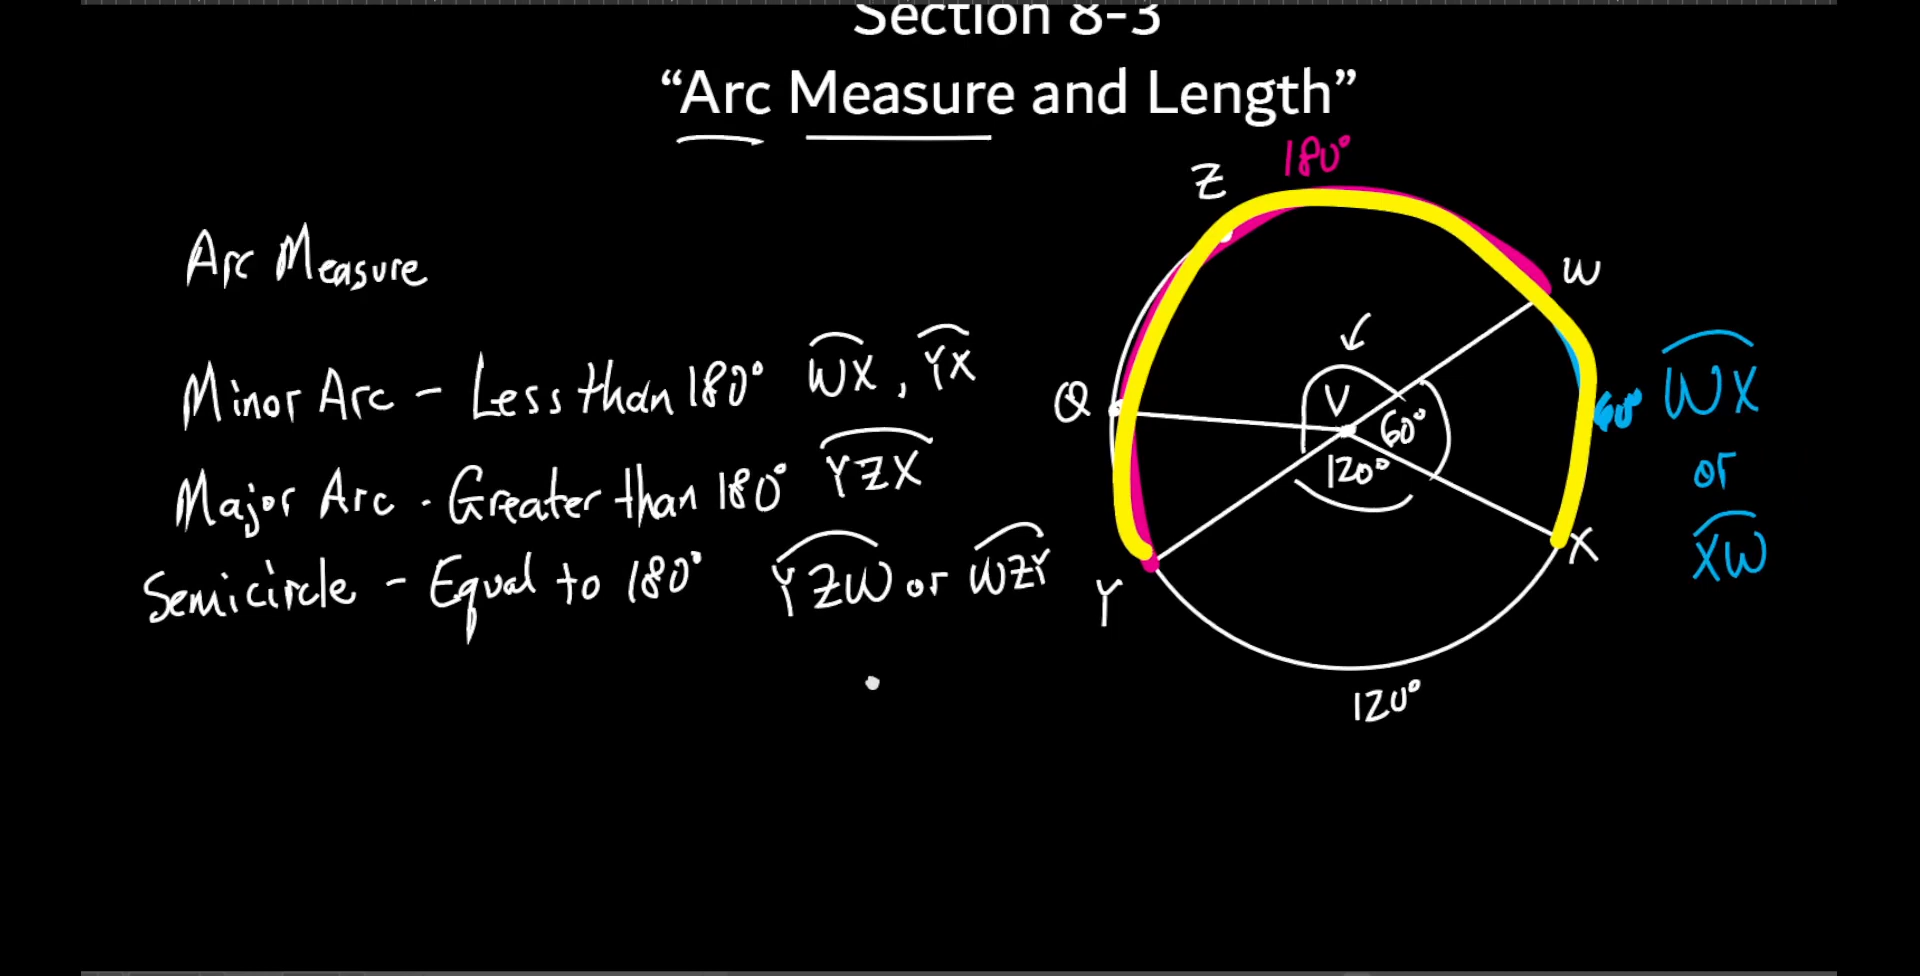 Section 8-3
“Arc Measure and Length”
180°
Z
Arc Measure
W
Minor Arc - Less than 180° WX, YX
Q
V
60°
60°
WX
or
XW
120°
Major Arc - Greater than 180° YZX
X
Semicircle - Equal to 180° YZW or WZY
Y
120°